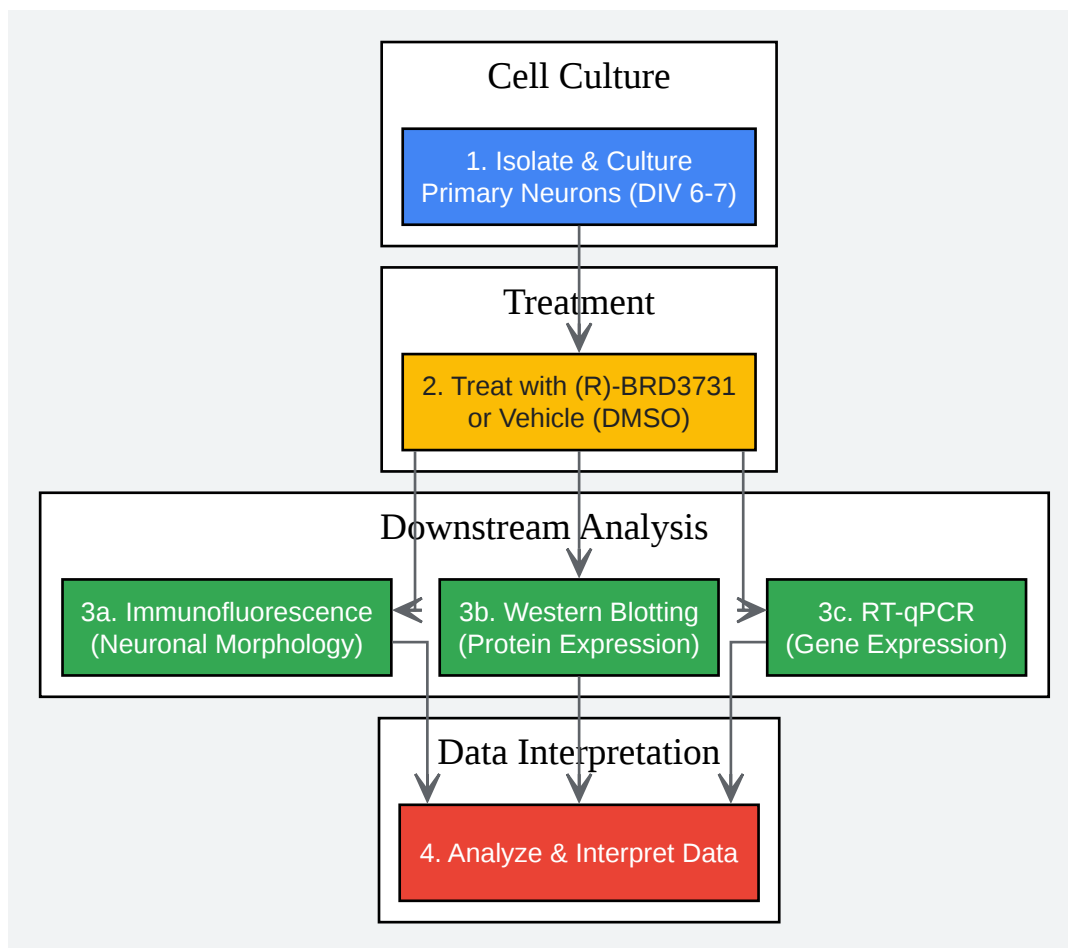 Cell Culture
1. Isolate & Culture
Primary Neurons (DIV 6-7)
Treatment
2. Treat with (R)-BRD3731
or Vehicle (DMSO)
Downstream Analysis
3a. Immunofluorescence
(Neuronal Morphology)
3b. Western Blotting
(Protein Expression)
3c. RT-qPCR
(Gene Expression)
Data Interpretation
4. Analyze & Interpret Data